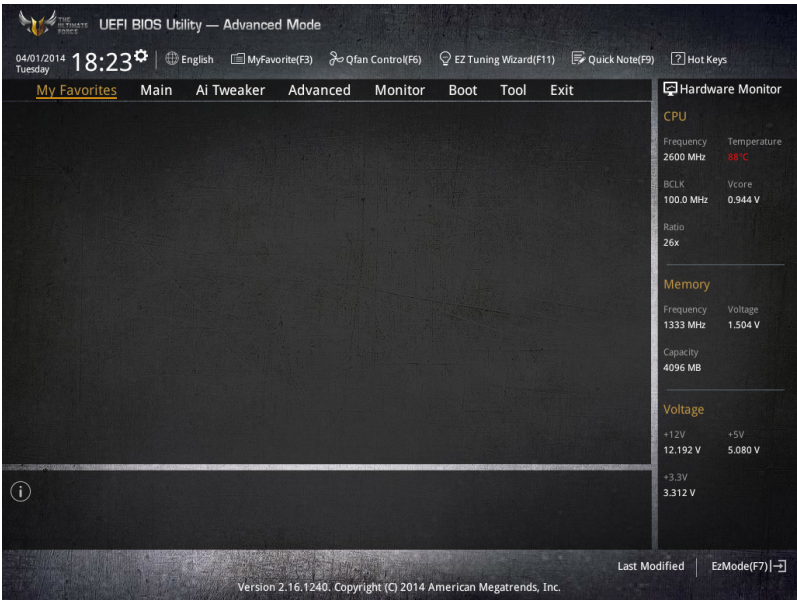 THE ULTIMATE FORCE UEFI BIOS Utility — Advanced Mode
04/01/2014 Tuesday 18:23 English MyFavorite(F3) Qfan Control(F6) EZ Tuning Wizard(F11) Quick Note(F9) ? Hot Keys
My Favorites Main Ai Tweaker Advanced Monitor Boot Tool Exit
Hardware Monitor
CPU
Frequency Temperature
2600 MHz 88°C
BCLK Vcore
100.0 MHz 0.944 V
Ratio
26x
Memory
Frequency Voltage
1333 MHz 1.504 V
Capacity
4096 MB
Voltage
+12V +5V
12.192 V 5.080 V
+3.3V
3.312 V
i
Last Modified EzMode(F7)
Version 2.16.1240. Copyright (C) 2014 American Megatrends, Inc.